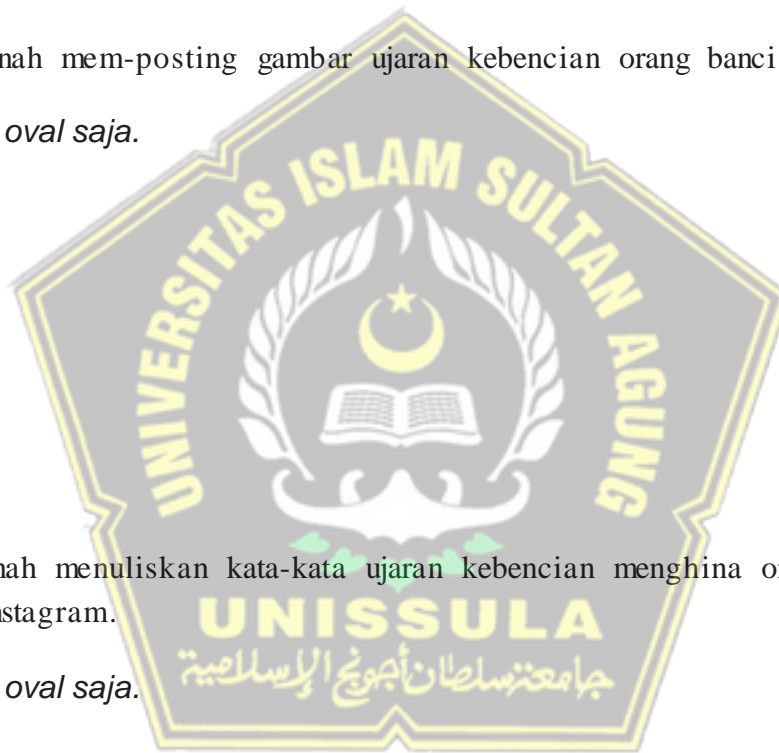 nah mem-posting gambar ujaran kebencian orang banci
oval saja.
UNIVERSITAS ISLAM SULTAN AGUNG
nah menuliskan kata-kata ujaran kebencian menghina
nstagram.
UNISSULA
جامعة سلطان أجونج الإسلامية
oval saja.